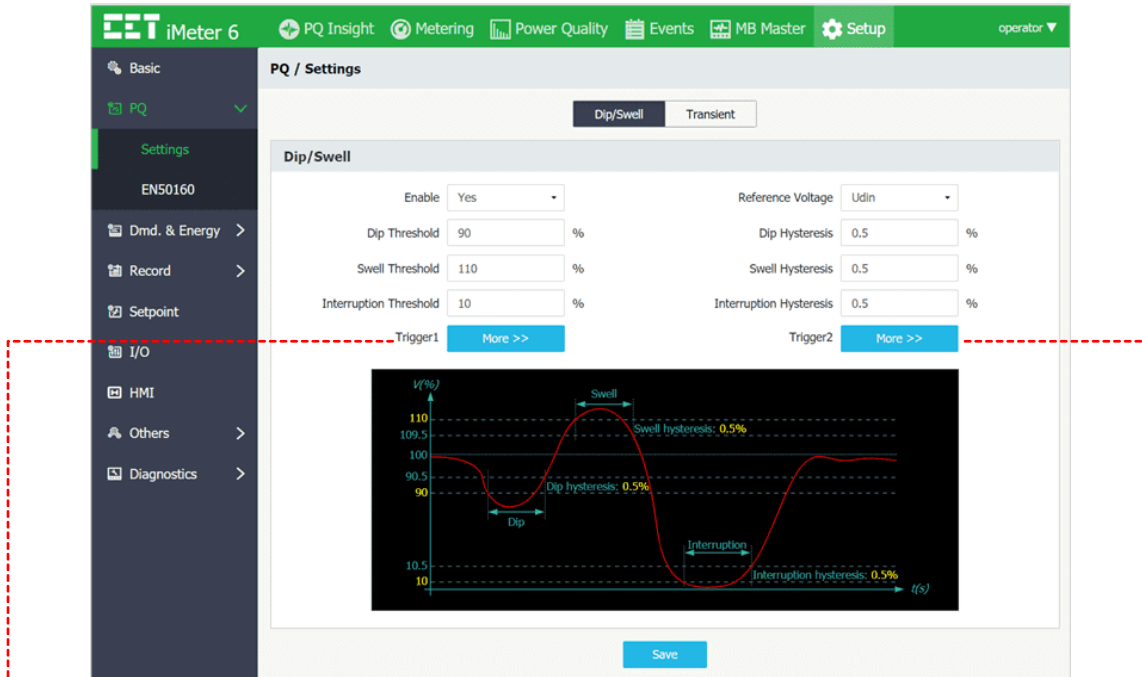 CET iMeter 6 PQ Insight Metering Power Quality Events MB Master Setup operator ▼
Basic
PQ
Settings
EN50160
Dmd. & Energy >
Record >
Setpoint
I/O
HMI
Others >
Diagnostics >
PQ / Settings
Dip/Swell Transient
Dip/Swell
Enable Yes Reference Voltage Udin
Dip Threshold 90 % Dip Hysteresis 0.5 %
Swell Threshold 110 % Swell Hysteresis 0.5 %
Interruption Threshold 10 % Interruption Hysteresis 0.5 %
Trigger1 More >> Trigger2 More >>
V(%)
Swell
110
Swell hysteresis: 0.5%
109.5
100
90.5
Dip hysteresis: 0.5%
90
Dip
Interruption
10.5
Interruption hysteresis: 0.5%
10
t(s)
Save